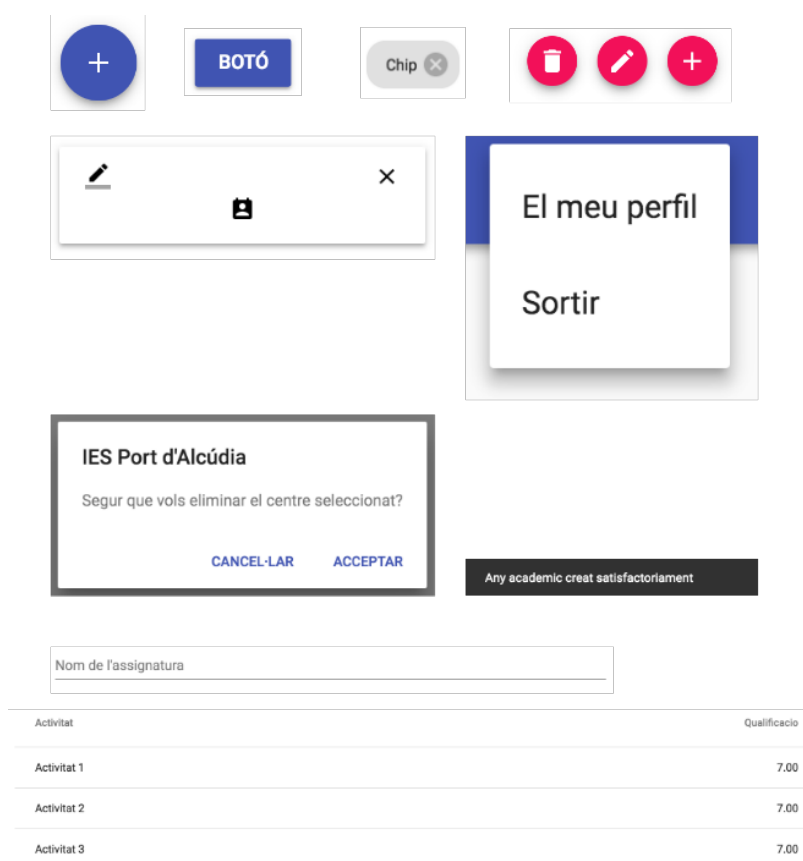 BOTÓ
Chip
El meu perfil
Sortir
IES Port d'Alcúdia
Segur que vols eliminar el centre seleccionat?
CANCEL·LAR ACCEPTAR
Any academic creat satisfactoriament
Nom de l'assignatura
Activitat Qualificacio
Activitat 1 7.00
Activitat 2 7.00
Activitat 3 7.00